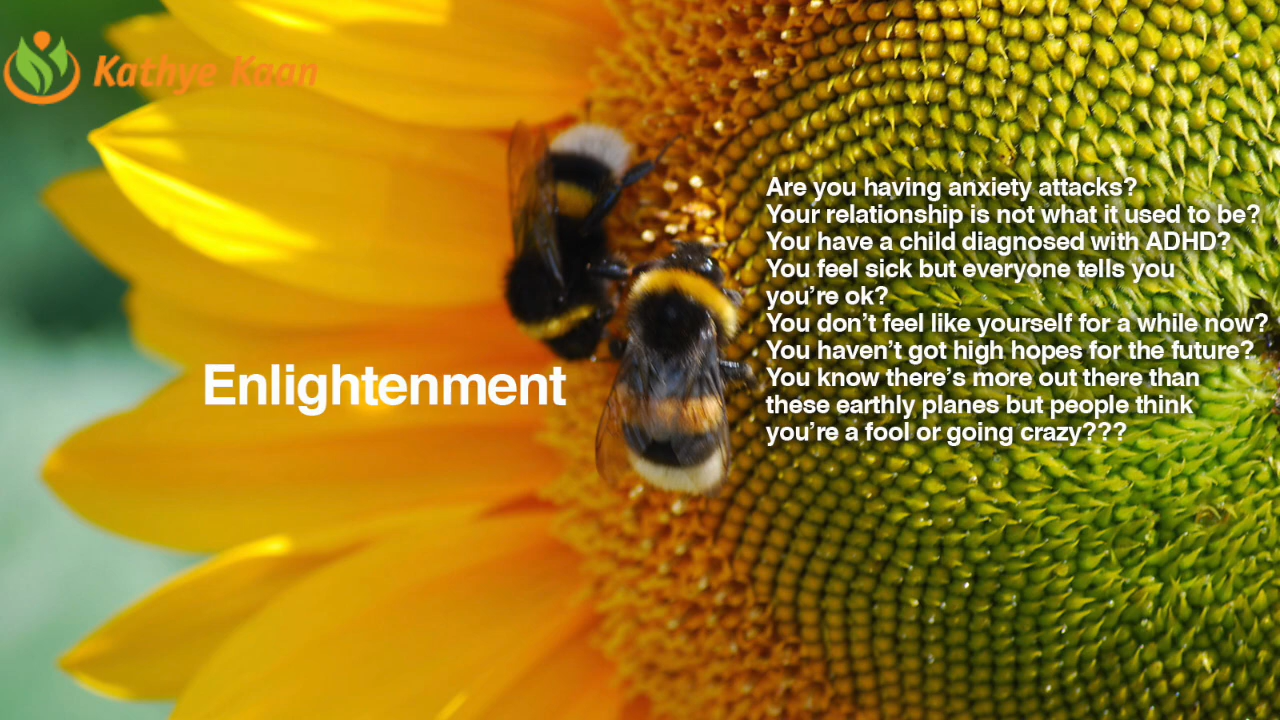 Kathye Kaan
Are you having anxiety attacks?
Your relationship is not what it used to be?
You have a child diagnosed with ADHD?
You feel sick but everyone tells you
you’re ok?
You don’t feel like yourself for a while now?
You haven’t got high hopes for the future?
You know there’s more out there than
these earthly planes but people think
you’re a fool or going crazy???
Enlightenment